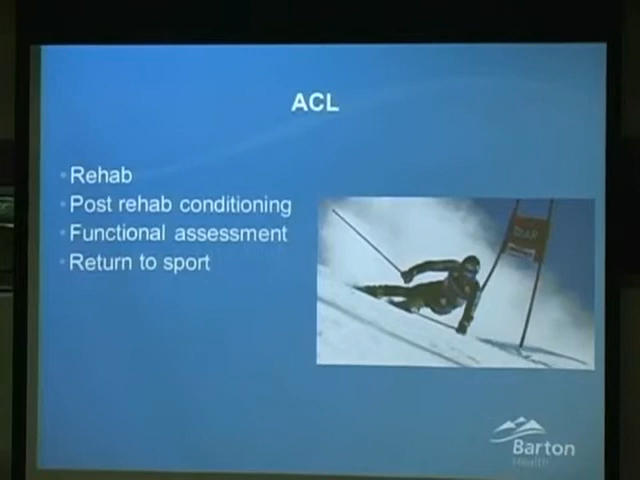 ACL
Rehab
Post rehab conditioning
Functional assessment
Return to sport
Barton
Health